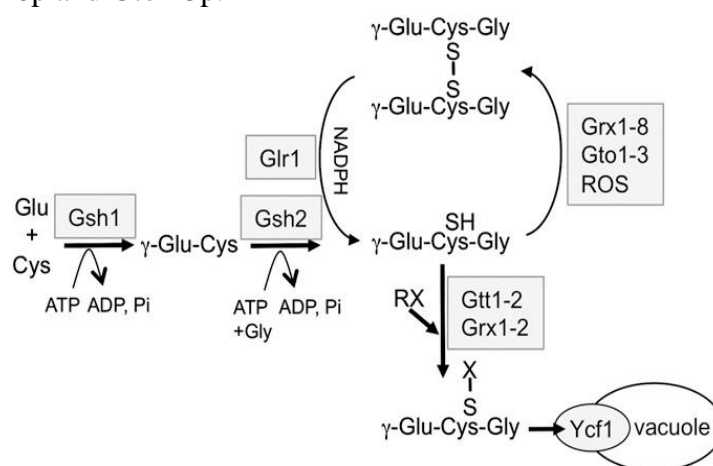 and
γ-Glu-Cys-Gly
S
S
γ-Glu-Cys-Gly
NADPH
Glr1
Grx1-8
Gto1-3
ROS
Glu
+
Cys
Gsh1
γ-Glu-Cys
Gsh2
SH
γ-Glu-Cys-Gly
ATP ADP, Pi
ATP ADP, Pi
+Gly
RX
Gtt1-2
Grx1-2
X
S
γ-Glu-Cys-Gly
Ycf1
vacuole